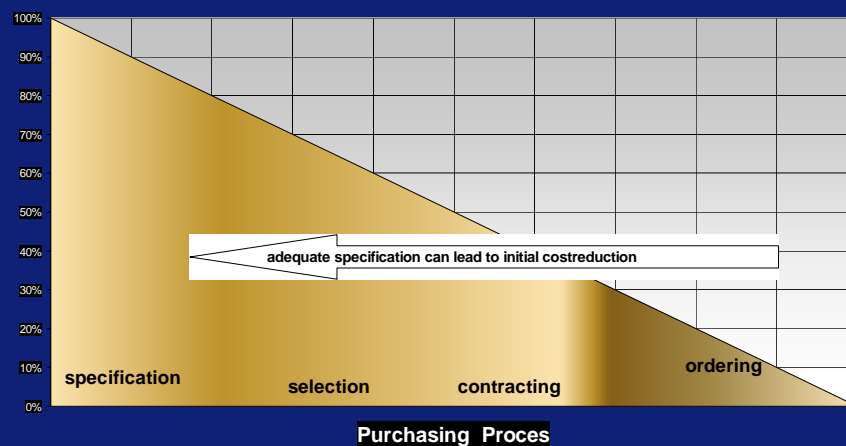 100%
90%
80%
70%
60%
50%
40%
30%
20%
10%
0%
adequate specification can lead to initial costreduction
specification
selection
contracting
ordering
Purchasing Proces